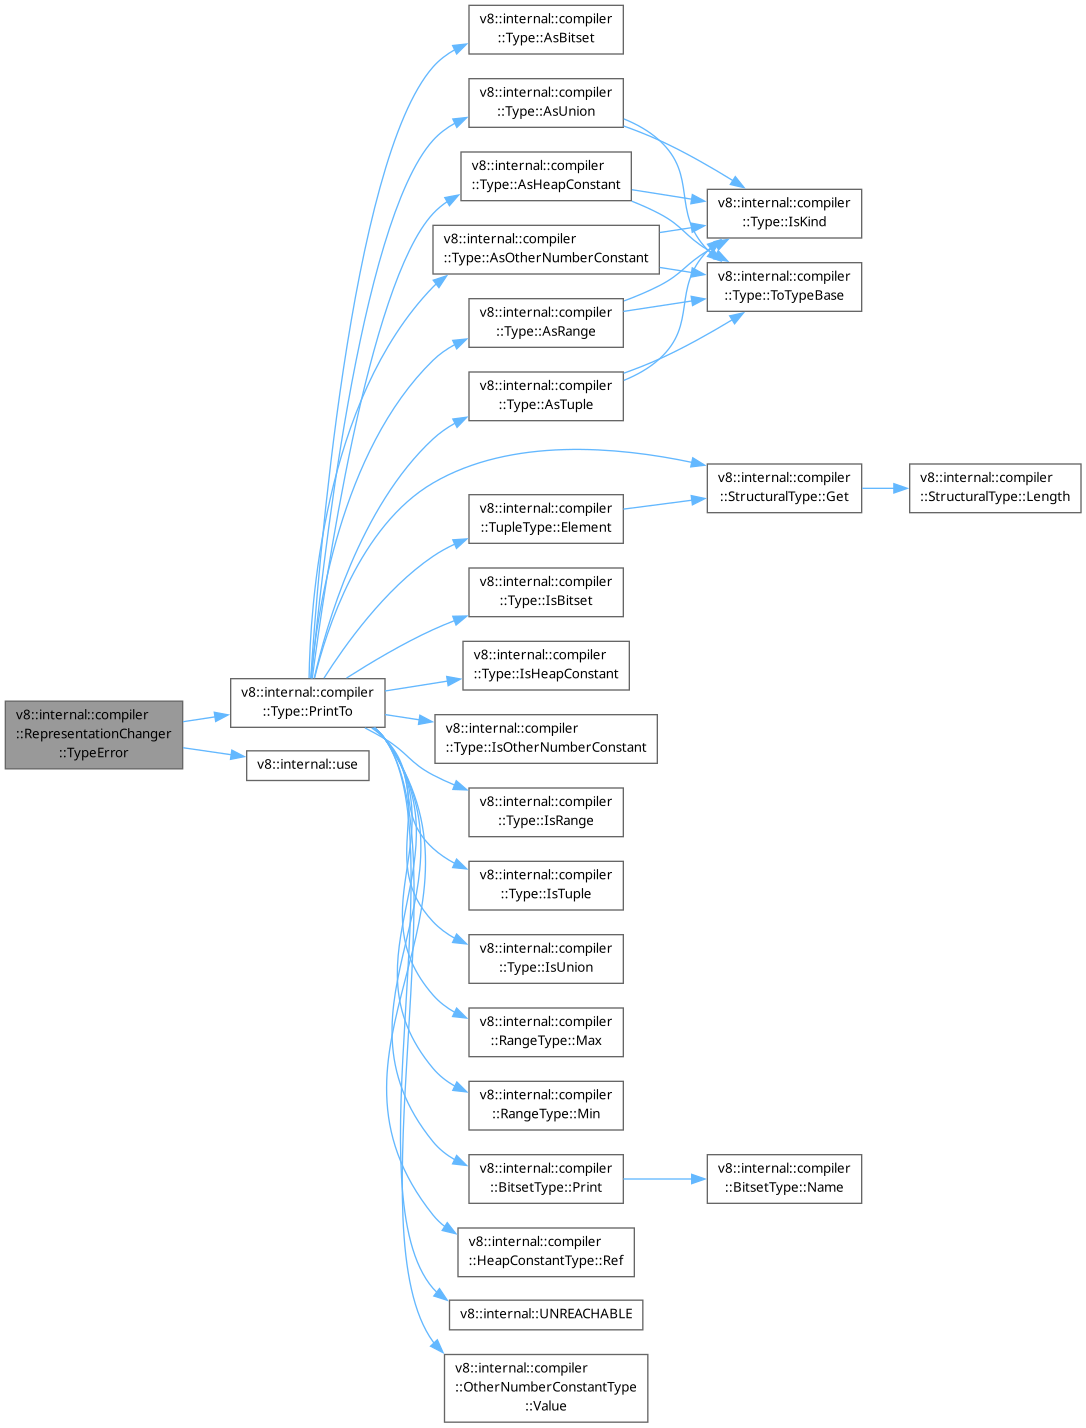 v8::internal::compiler
::Type::AsBitset
v8::internal::compiler
::Type::AsUnion
v8::internal::compiler
::Type::AsHeapConstant
v8::internal::compiler
::Type::IsKind
v8::internal::compiler
::Type::AsOtherNumberConstant
v8::internal::compiler
::Type::ToTypeBase
v8::internal::compiler
::Type::AsRange
v8::internal::compiler
::Type::AsTuple
v8::internal::compiler
::StructuralType::Get
v8::internal::compiler
::StructuralType::Length
v8::internal::compiler
::TupleType::Element
v8::internal::compiler
::Type::IsBitset
v8::internal::compiler
::Type::IsHeapConstant
v8::internal::compiler
::Type::PrintTo
v8::internal::compiler
::RepresentationChanger
::TypeError
v8::internal::compiler
::Type::IsOtherNumberConstant
v8::internal::use
v8::internal::compiler
::Type::IsRange
v8::internal::compiler
::Type::IsTuple
v8::internal::compiler
::Type::IsUnion
v8::internal::compiler
::RangeType::Max
v8::internal::compiler
::RangeType::Min
v8::internal::compiler
::BitsetType::Print
v8::internal::compiler
::BitsetType::Name
v8::internal::compiler
::HeapConstantType::Ref
v8::internal::UNREACHABLE
v8::internal::compiler
::OtherNumberConstantType
::Value